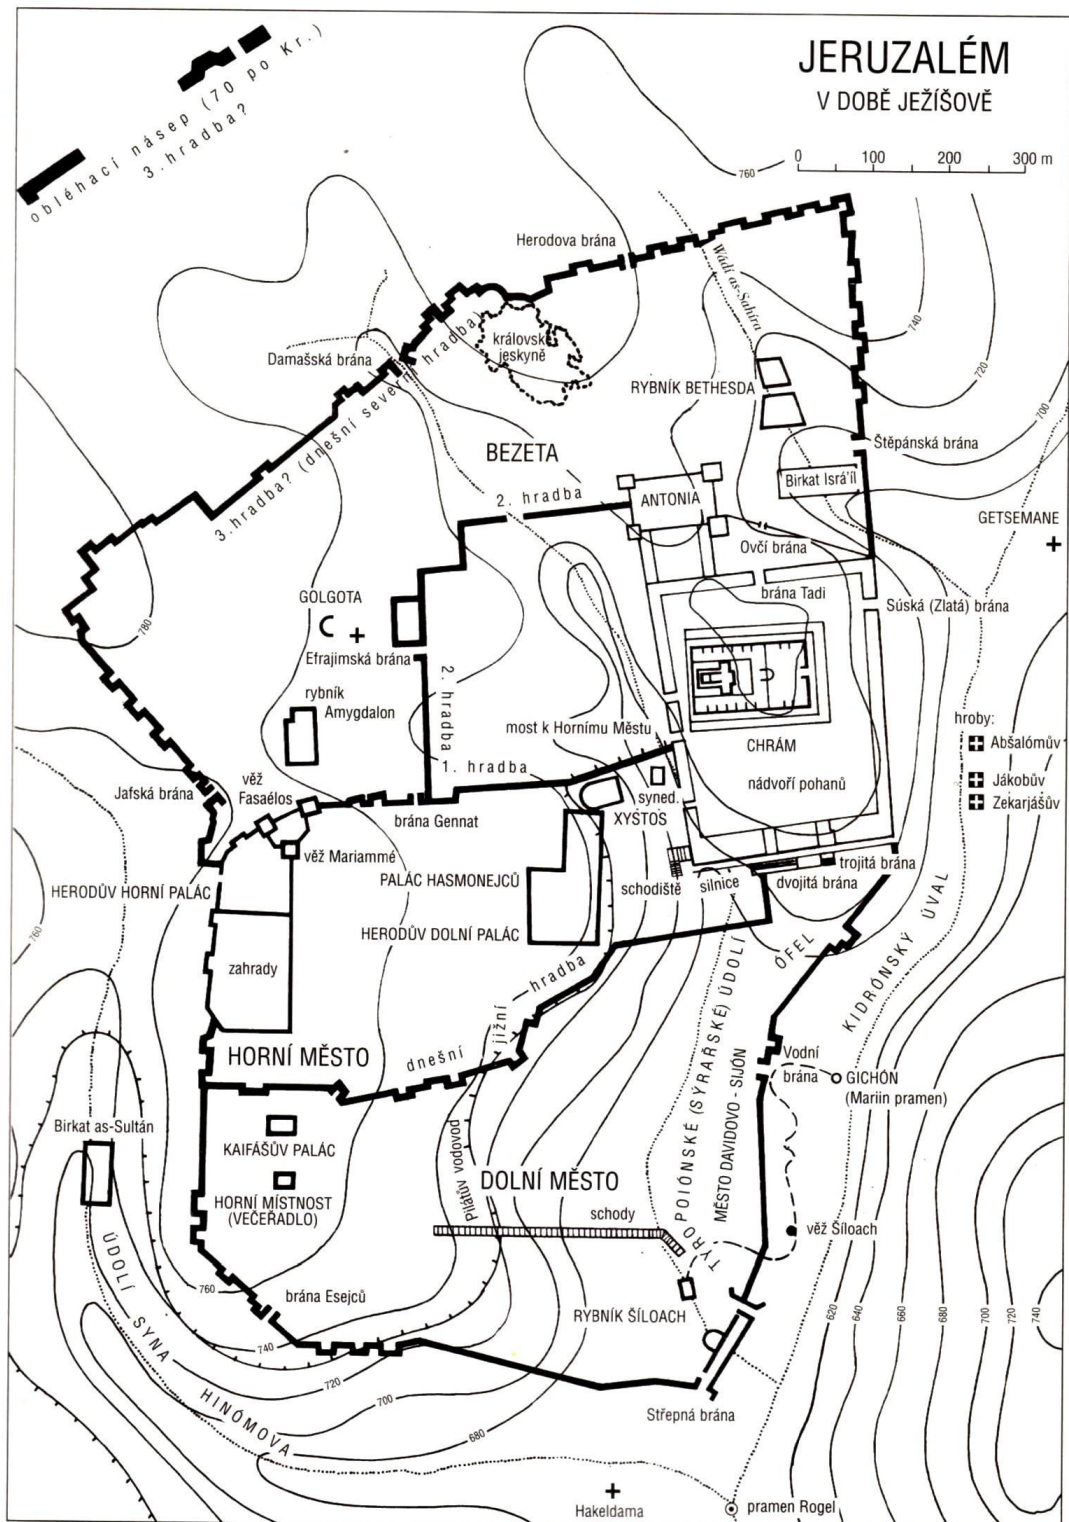 JERUZALÉM
V DOBĚ JEŽÍŠOVĚ
0 100 200 300 m
obléhací násep (70 po Kr.)
3. hradba?
760
Herodova brána
Wádí as-Sahira
740
720
700
královské
jeskyně
Damašská brána
3. hradba? (dnešní severní hradba)
RYBNÍK BETHESDA
BEZETA
Štěpánská brána
Birkat Isrá'íl
2. hradba
ANTONIA
GETSEMANE
Ovčí brána
brána Tadi
Súská (Zlatá) brána
780
GOLGOTA
Efrajimská brána
rybník
Amygdalon
2. hradba
most k Hornímu Městu
CHRÁM
nádvoří pohanů
hroby:
Abšalómův
Jákobův
Zekarjášův
1. hradba
Jafská brána
věž
Fasaélos
brána Gennat
syned.
XYSTOS
věž Mariammé
PALÁC HASMONEJCŮ
schodiště
silnice
trojitá brána
dvojitá brána
HERODŮV HORNÍ PALÁC
HERODŮV DOLNÍ PALÁC
760
zahrady
OFEL
KIDRÓNSKÝ ÚVAL
dnešní jižní hradba
HORNÍ MĚSTO
Vodní
brána
GICHÓN
(Mariin pramen)
TYROPOIÓNSKÉ (SÝRAŘSKÉ) ÚDOLÍ
MĚSTO DAVIDOVO - SIJÓN
Birkat as-Sultán
KAIFÁŠŮV PALÁC
Pilátův vodovod
DOLNÍ MĚSTO
HORNÍ MÍSTNOST
(VEČEŘADLO)
schody
věž Šíloach
ÚDOLÍ SYNA HINÓMOVA
760
brána Esejců
RYBNÍK ŠÍLOACH
620
640
660
680
700
720
740
740
720
700
680
Střepná brána
Hakeldama
pramen Rogel